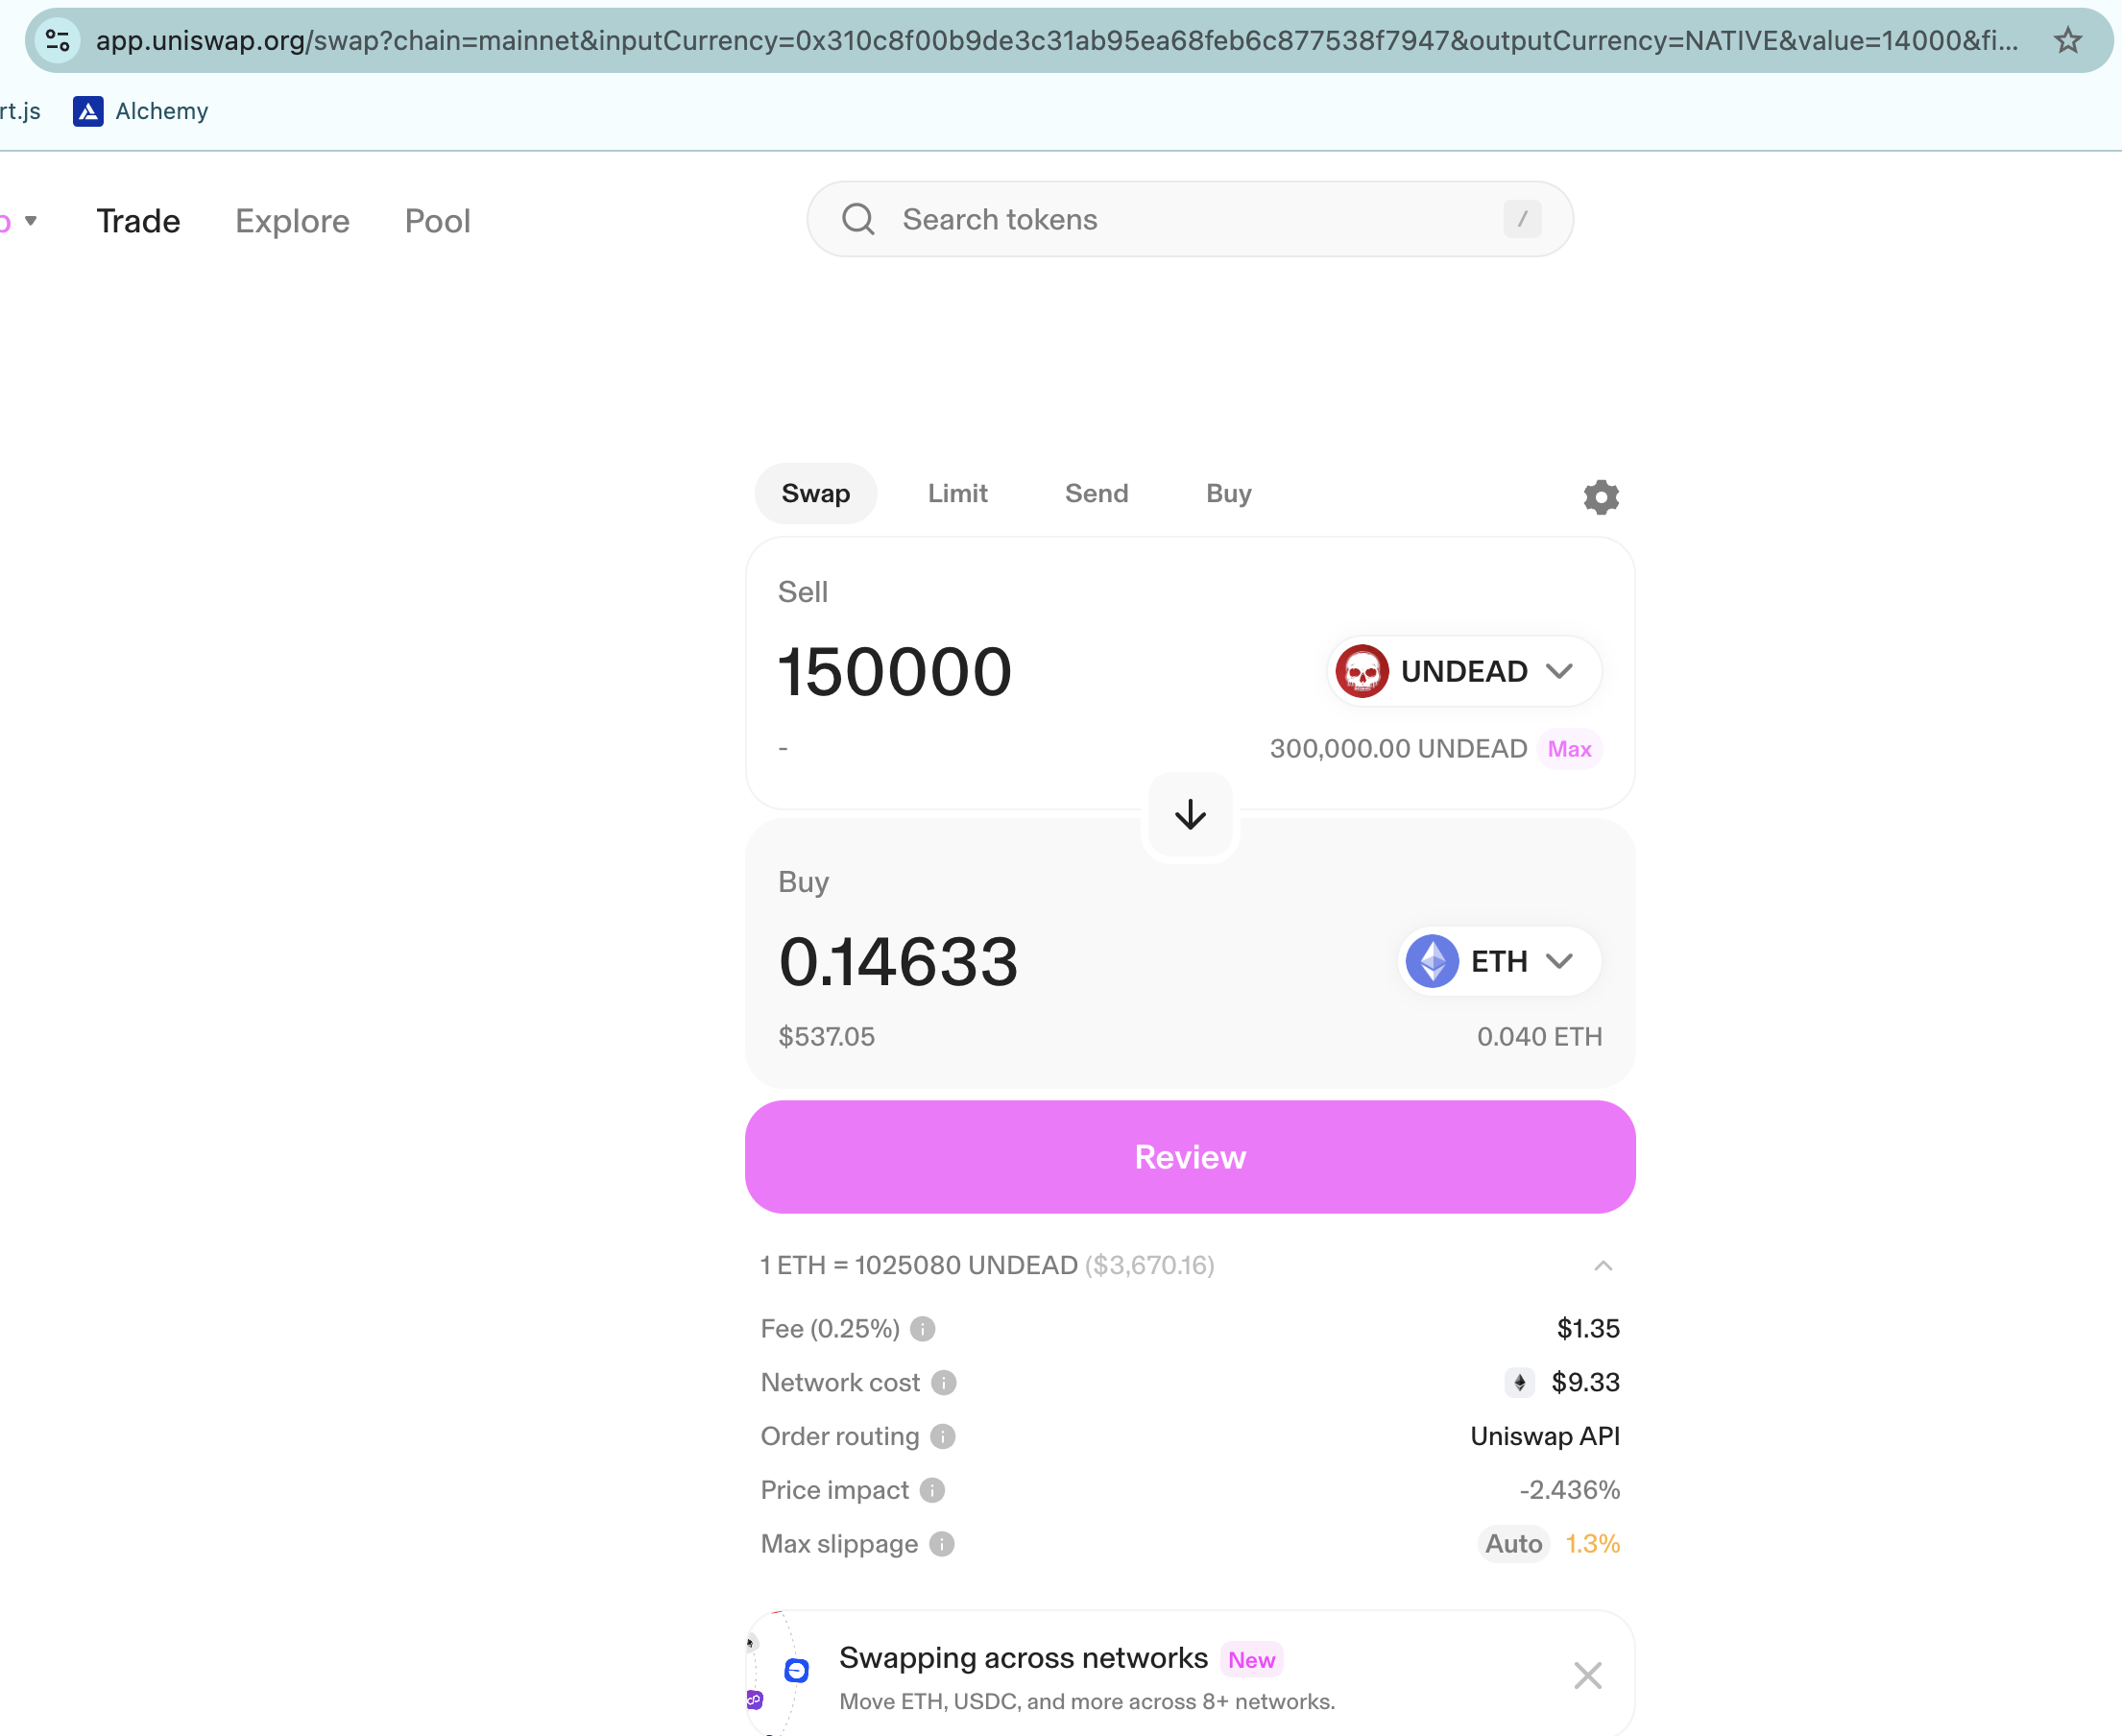 app.uniswap.org/swap?chain=mainnet&inputCurrency=0x310c8f00b9de3c31ab95ea68feb6c877538f7947&outputCurrency=NATIVE&value=14000&fi...
rt.js Alchemy
Trade Explore Pool Search tokens /
Swap Limit Send Buy
Sell
150000 UNDEAD
- 300,000.00 UNDEAD Max
Buy
0.14633 ETH
$537.05 0.040 ETH
Review
1 ETH = 1025080 UNDEAD ($3,670.16)
Fee (0.25%) $1.35
Network cost $9.33
Order routing Uniswap API
Price impact -2.436%
Max slippage Auto 1.3%
Swapping across networks New
Move ETH, USDC, and more across 8+ networks.